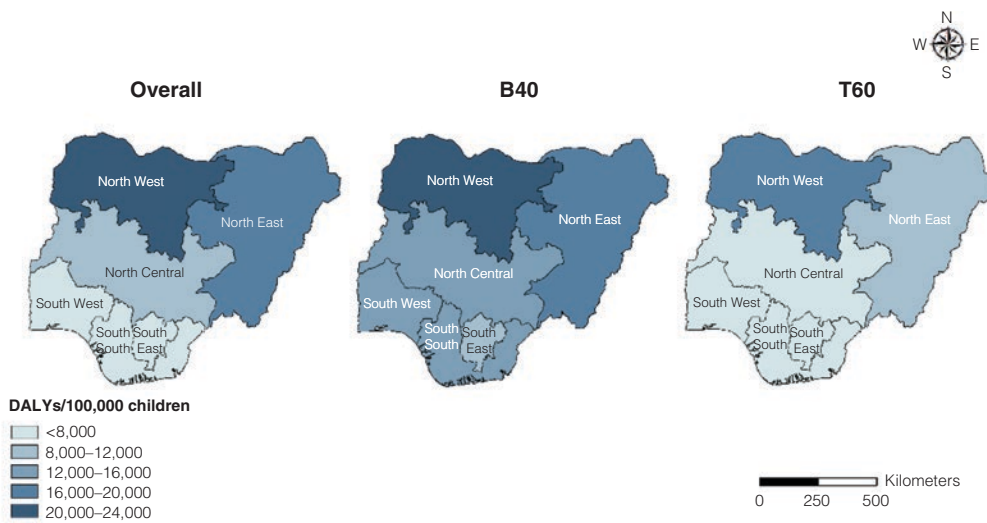 N
W E
S
Overall
B40
T60
North West
North East
North Central
South West
South
South
South
East
North West
North East
North Central
South West
South
South
South
East
North West
North East
North Central
South West
South
South
South
East
DALYs/100,000 children
<8,000
8,000–12,000
12,000–16,000
16,000–20,000
20,000–24,000
Kilometers
0 250 500